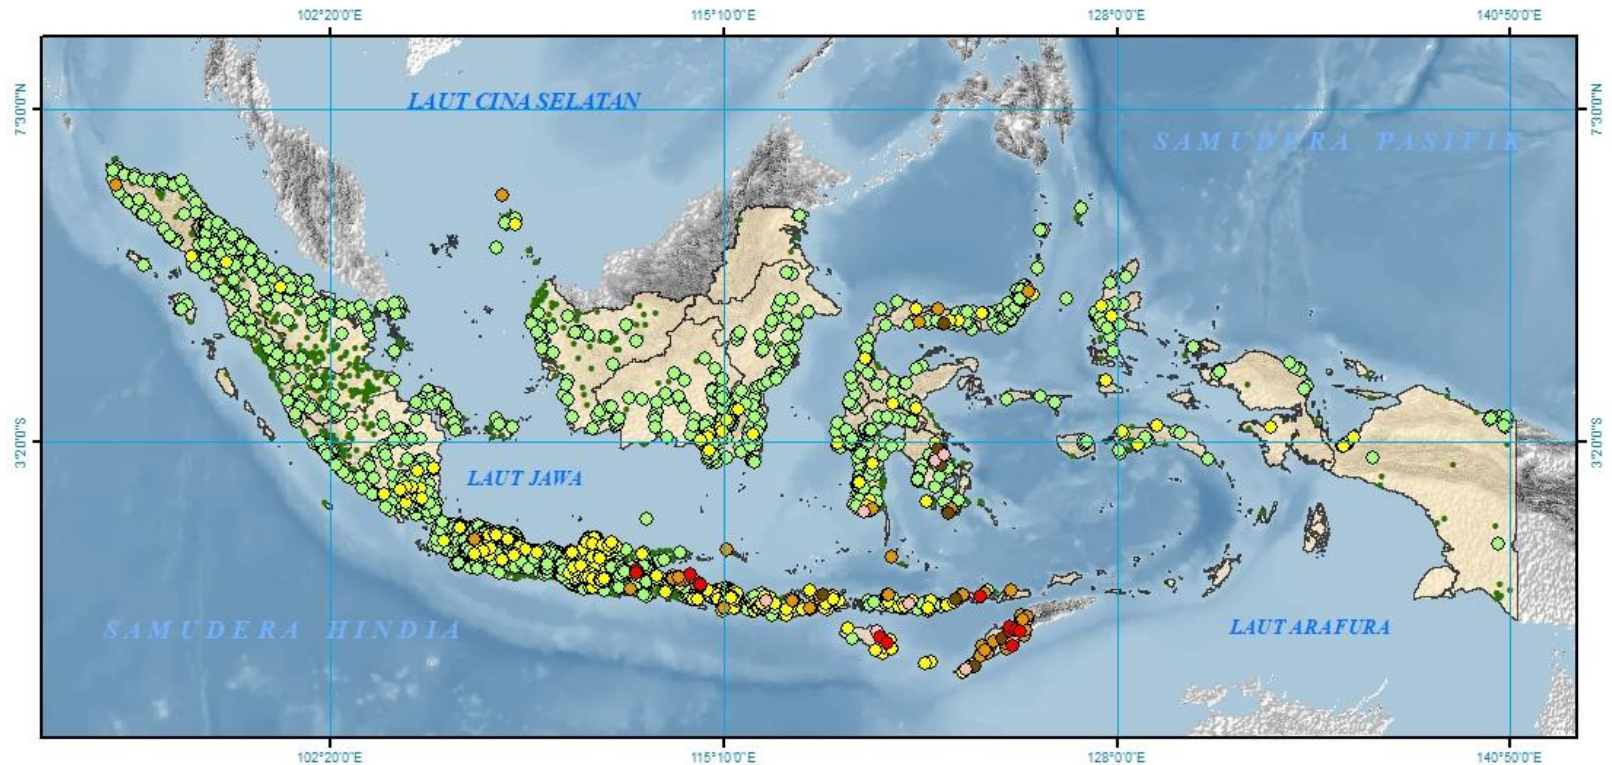 102°20'0"E 115°10'0"E 128°0'0"E 140°50'0"E
7°30'0"N 7°30'0"N
LAUT CINA SELATAN
SAMUDERA PASIFIK
3°20'0"S 3°20'0"S
LAUT JAWA
SAMUDERA HINDIA
LAUT ARAFURA
102°20'0"E 115°10'0"E 128°0'0"E 140°50'0"E